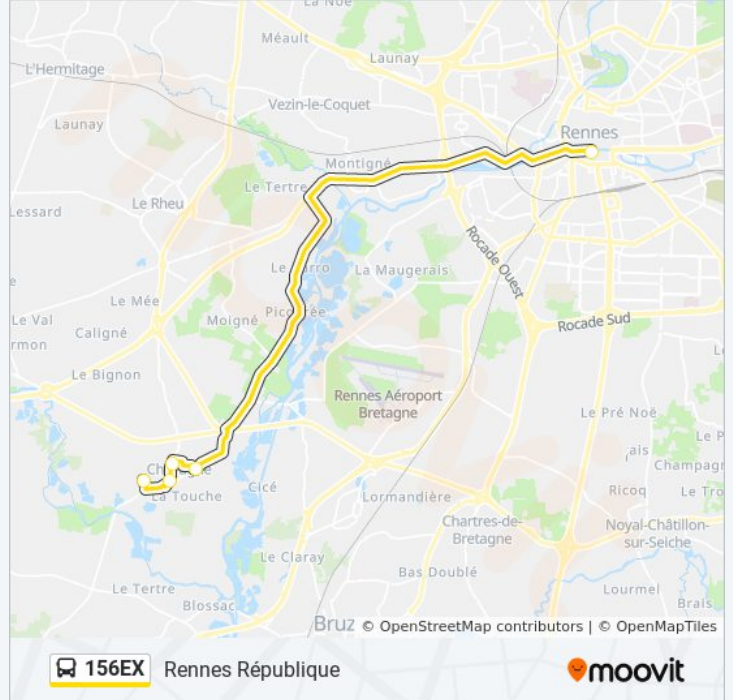 La Noë
Méault
Launay
L'Hermitage
Vezin-le-Coquet
Launay
Rennes
Montigné
Le Tertre
Le Rheu
Lessard
Rocade Ouest
La Maugerais
Le Mée
Moigné
Le Val
Caligné
Rocade Sud
Le Bignon
Rennes Aéroport
Bretagne
Le Pré Noë
Champagn
La Touche
Cicé
Lormandière
Ricoq
Le Tro
Chartres-de-
Bretagne
Noyal-Châtillon-
sur-Seiche
Le Claray
Bas Doublé
Le Tertre
Lourmel
Blossac
Brais
Bruz
© OpenStreetMap contributors | © OpenMapTiles
156EX Rennes République
moovit